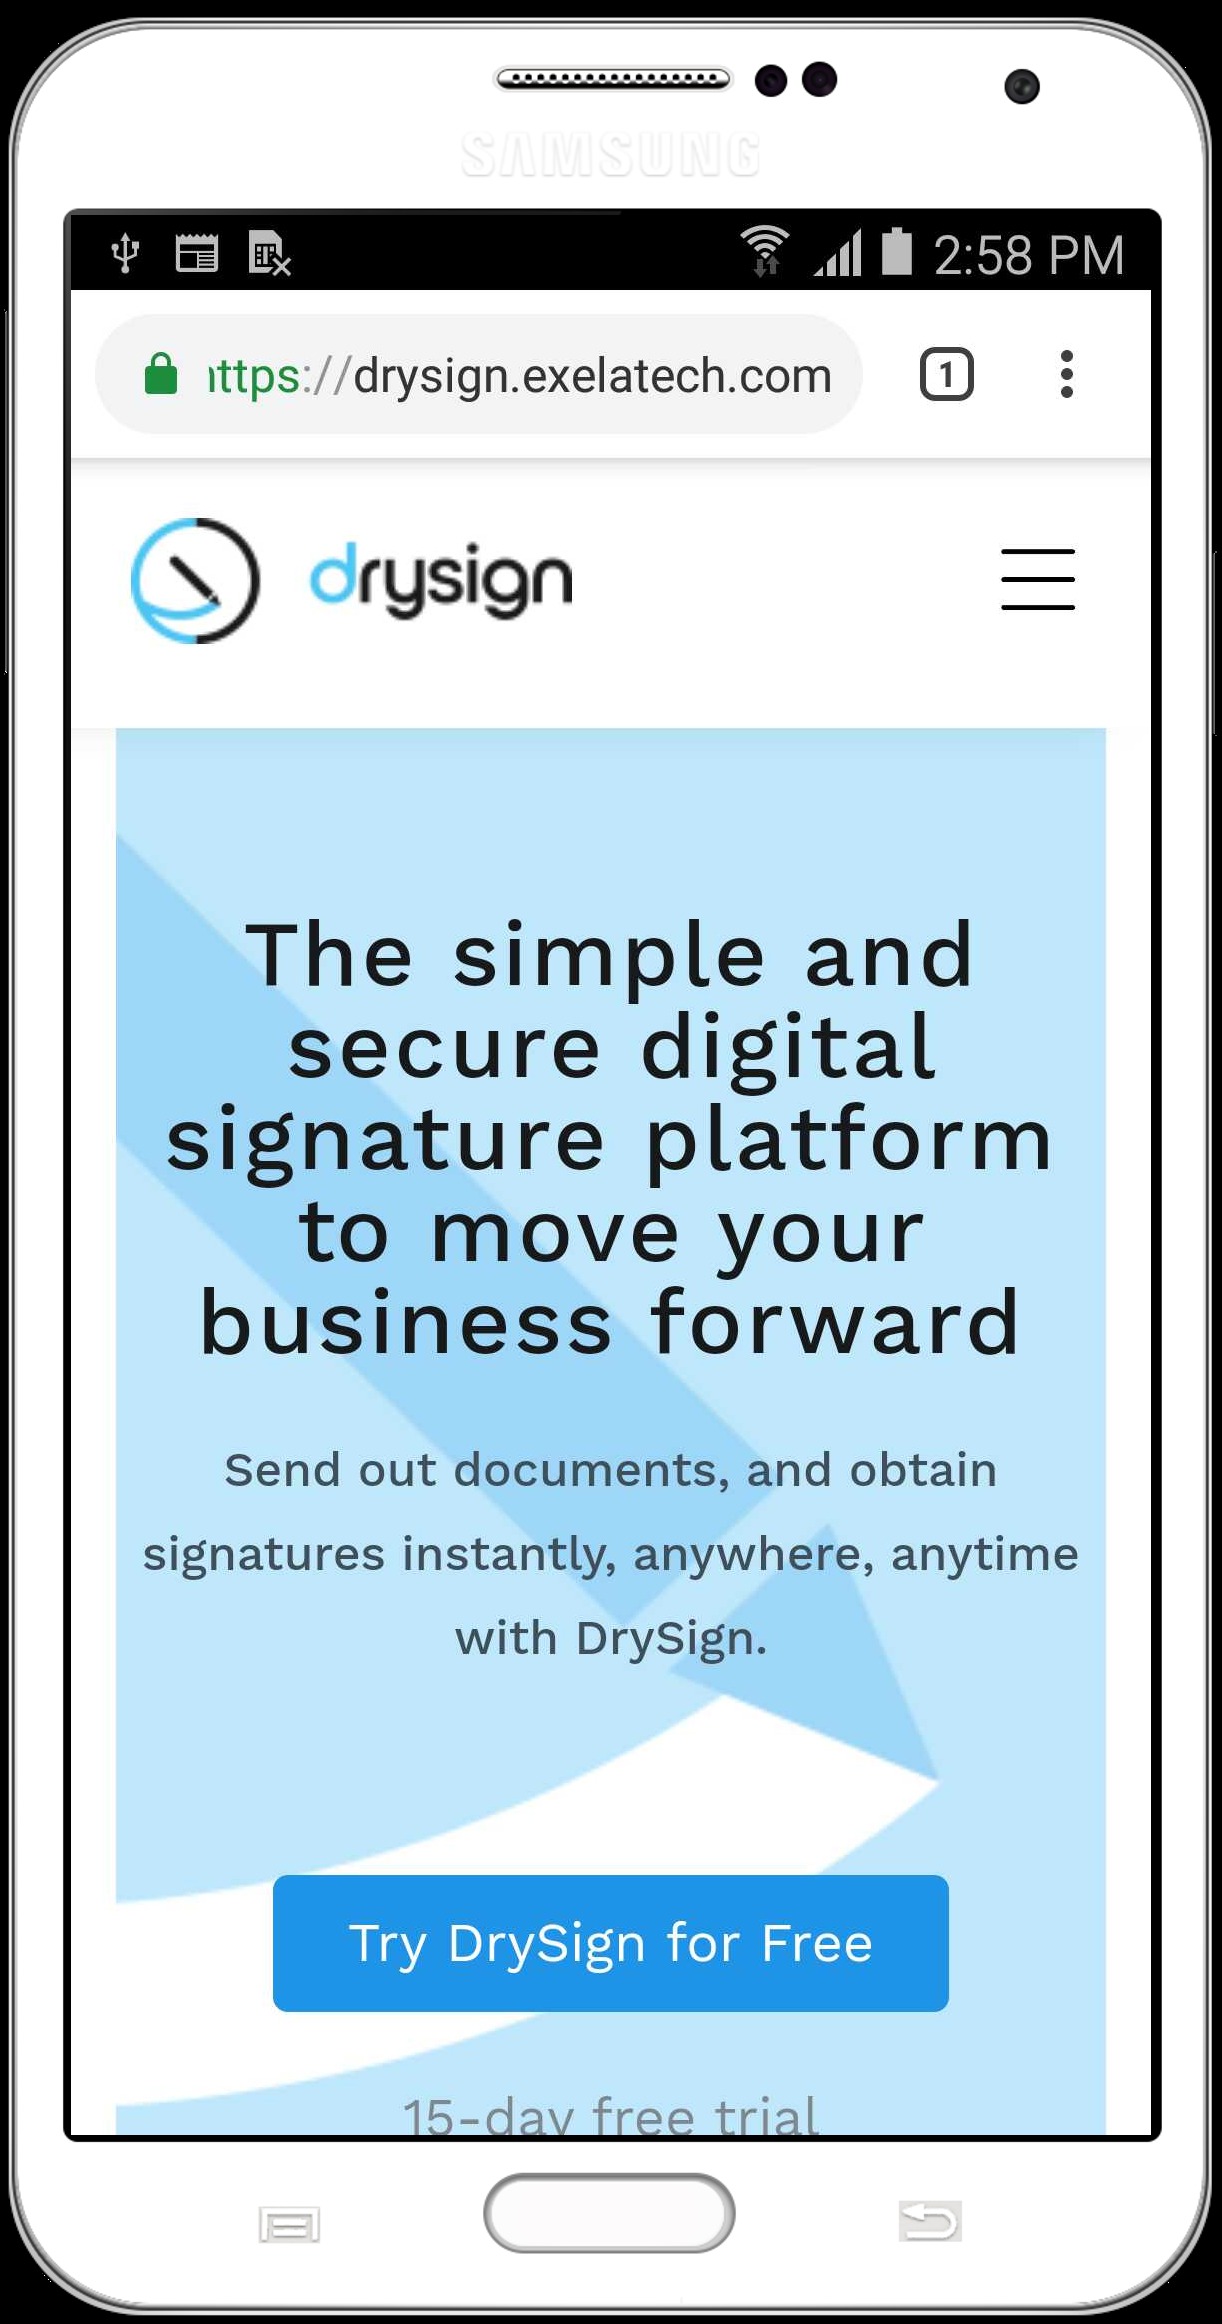 SAMSUNG
2:58 PM
https://drysign.exelatech.com
1
drysign
The simple and
secure digital
signature platform
to move your
business forward
Send out documents, and obtain
signatures instantly, anywhere, anytime
with DrySign.
Try DrySign for Free
15-day free trial